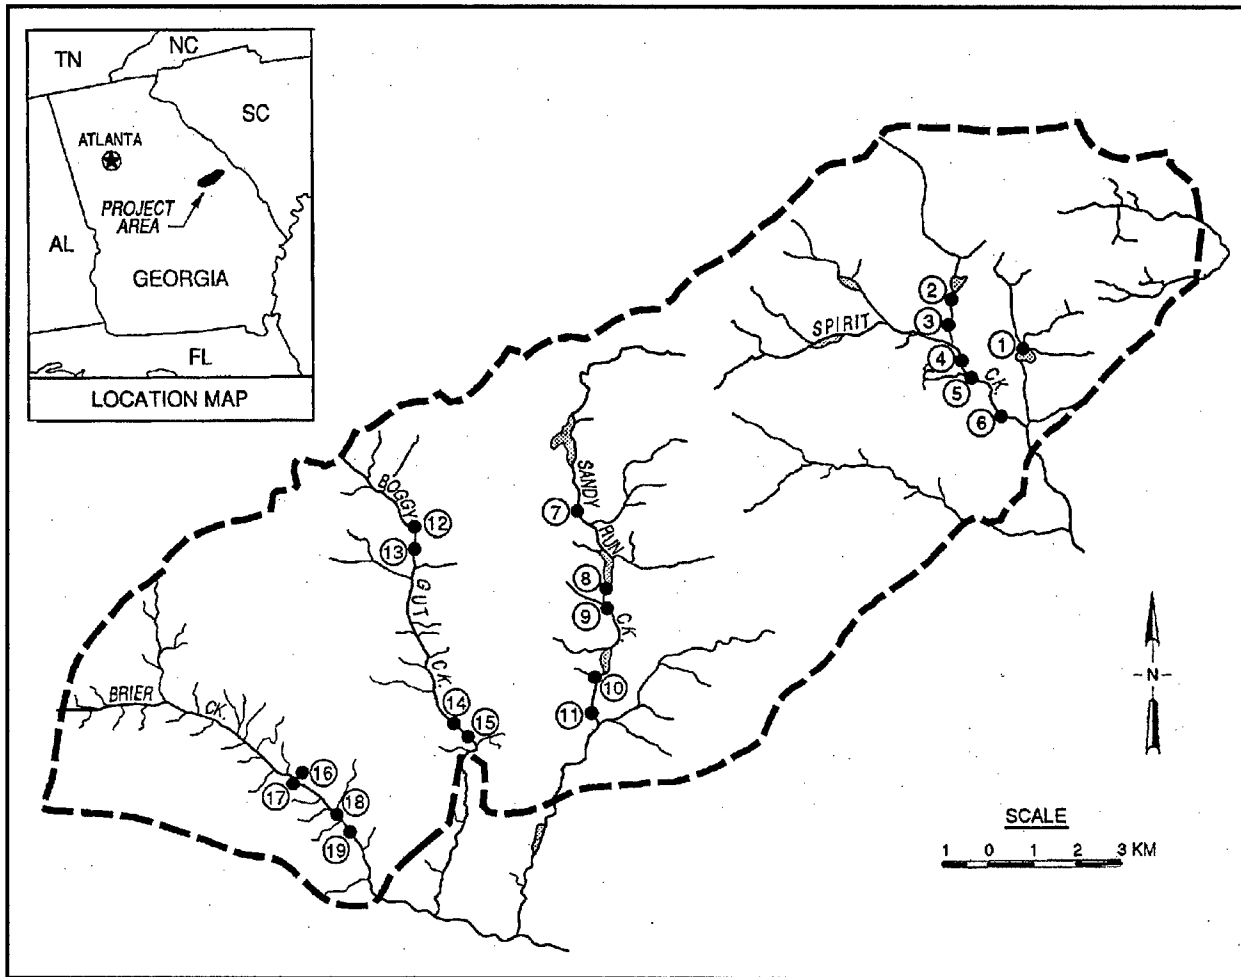 TN
NC
SC
ATLANTA
PROJECT
AREA
AL
GEORGIA
FL
LOCATION MAP
SPIRIT
CK.
2
3
1
4
5
6
SANDY
RUN
CK.
7
8
9
10
11
BOGGY
GUT
CK.
12
13
14
15
BRIER
CK.
16
17
18
19
-N-
SCALE
1 0 1 2 3 KM